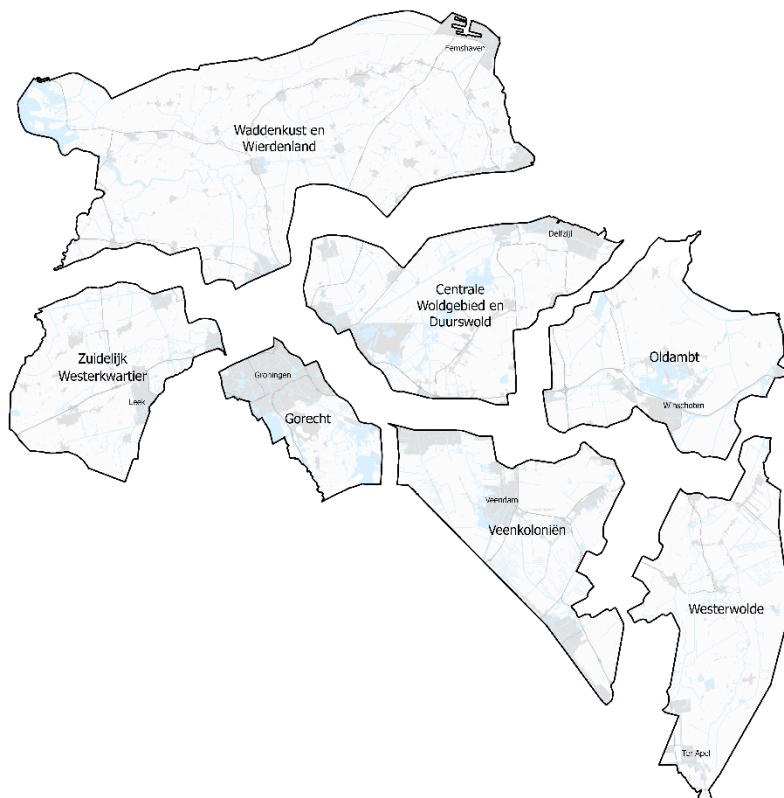 Eemshaven
Waddenkust en
Wierdenland
Delfzijl
Centrale
Woldgebied en
Duurswold
Zuidelijk
Westerkwartier
Leek
Groningen
Gorecht
Oldambt
Winschoten
Veendam
Veenkoloniën
Westerwolde
Ter Apel